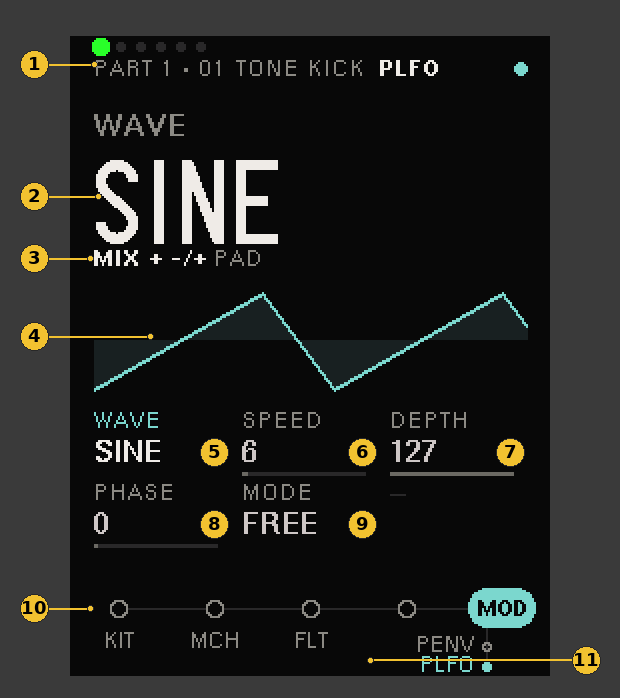 1 PART 1 · 01 TONE KICK PLFO
WAVE
2 SINE
3 MIX + -/+ PAD
4
WAVE SPEED DEPTH
SINE 5 6 6 127 7
PHASE MODE —
0 8 FREE 9
10 MOD
KIT MCH FLT PENV
PLFO 11